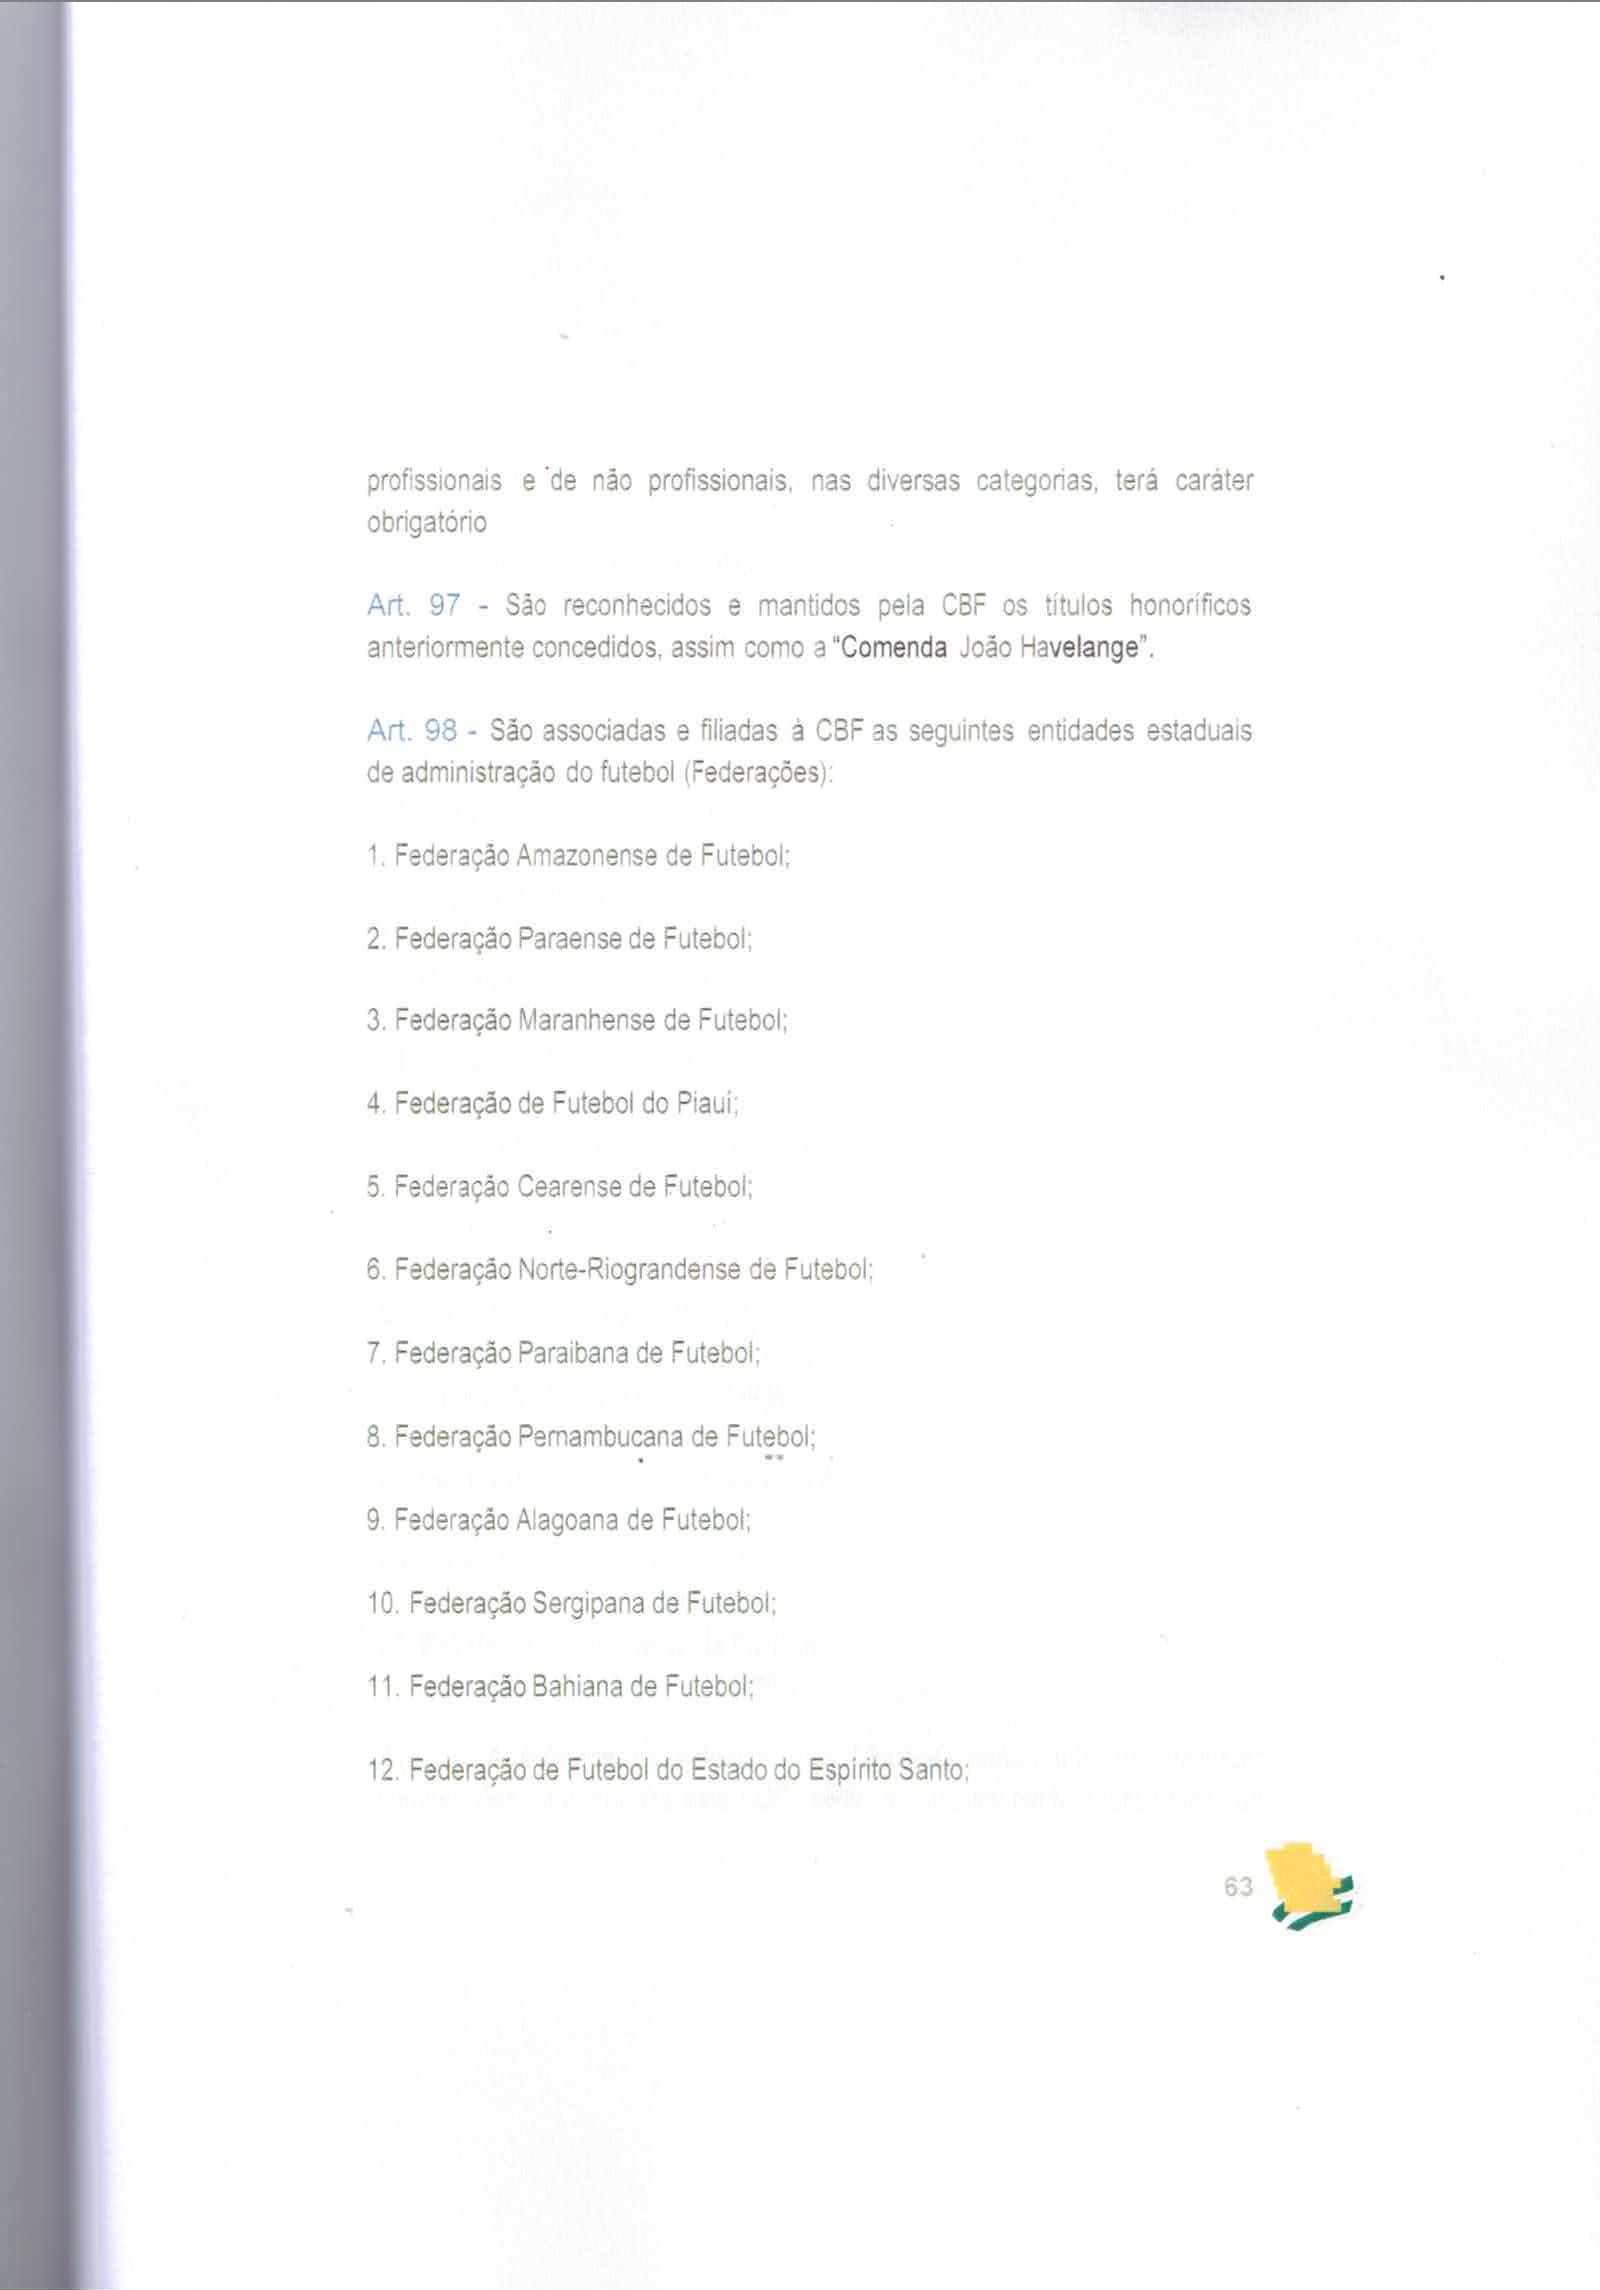 profissionais e de não profissionais, nas diversas categorias, terá caráter
obrigatório
Art. 97 - São reconhecidos e mantidos pela CBF os títulos honoríficos
anteriormente concedidos, assim como a "Comenda João Havelange".
Art. 98 - São associadas e filiadas à CBF as seguintes entidades estaduais
de administração do futebol (Federações):
1. Federação Amazonense de Futebol;
2. Federação Paraense de Futebol;
3. Federação Maranhense de Futebol;
4. Federação de Futebol do Piauí;
5. Federação Cearense de Futebol;
6. Federação Norte-Riograndense de Futebol;
7. Federação Paraibana de Futebol;
8. Federação Pernambucana de Futebol;
9. Federação Alagoana de Futebol;
10. Federação Sergipana de Futebol;
11. Federação Bahiana de Futebol;
12. Federação de Futebol do Estado do Espírito Santo;
63